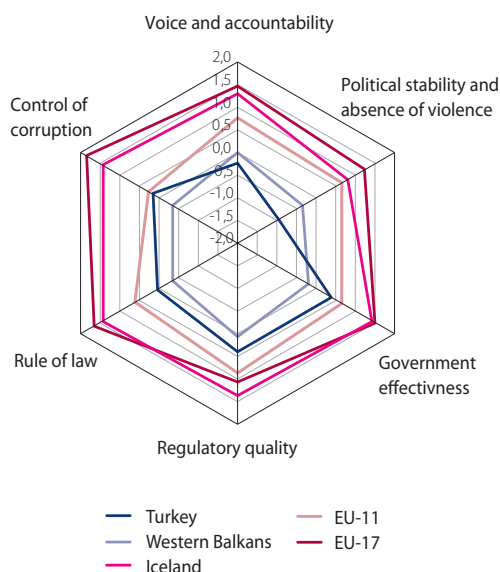 Voice and accountability
2,0
1,5
1,0
0,5
0,0
0,5
-1,0
-1,5
-2,0
Political stability and
absence of violence
Control of
corruption
Rule of law
Government
effectivness
Regulatory quality
Turkey
Western Balkans
Iceland
EU-11
EU-17